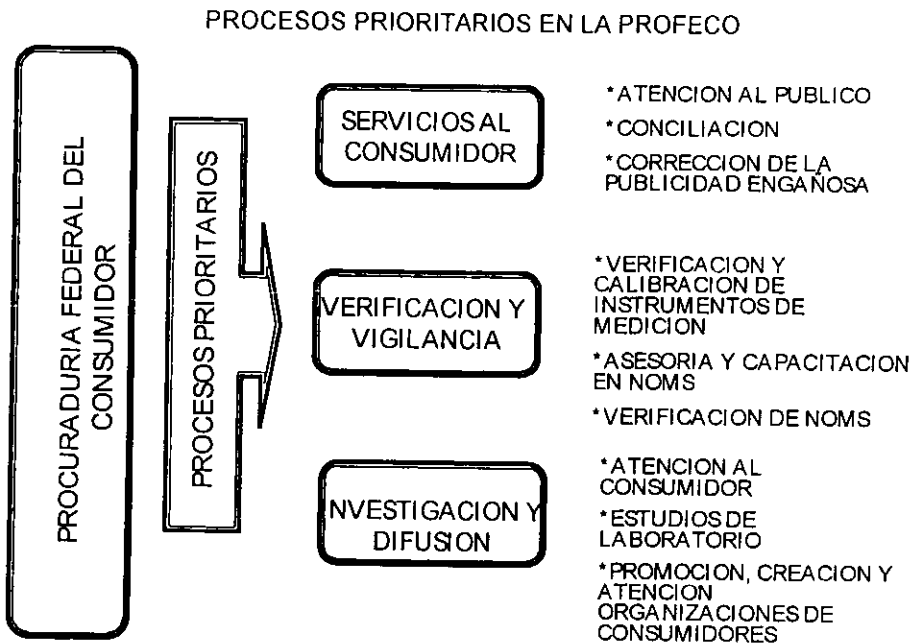 PROCESOS PRIORITARIOS EN LA PROFECO
PROCURADURIA FEDERAL DEL
CONSUMIDOR
PROCESOS PRIORITARIOS
SERVICIOS AL
CONSUMIDOR
*ATENCION AL PUBLICO
*CONCILIACION
*CORRECCION DE LA
PUBLICIDAD ENGAÑOSA
VERIFICACION Y
VIGILANCIA
*VERIFICACION Y
CALIBRACION DE
INSTRUMENTOS DE
MEDICION
*ASESORIA Y CAPACITACION
EN NOMS
*VERIFICACION DE NOMS
NVESTIGACION Y
DIFUSION
*ATENCION AL
CONSUMIDOR
*ESTUDIOS DE
LABORATORIO
*PROMOCION, CREACION Y
ATENCION
ORGANIZACIONES DE
CONSUMIDORES